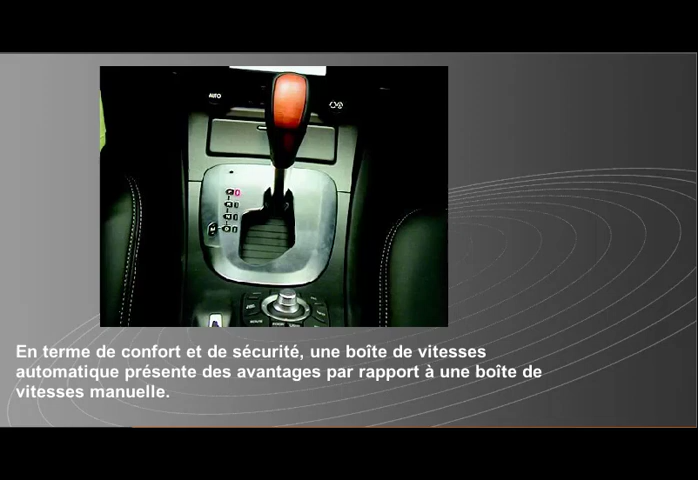 AUTO
En terme de confort et de sécurité, une boîte de vitesses
automatique présente des avantages par rapport à une boîte de
vitesses manuelle.